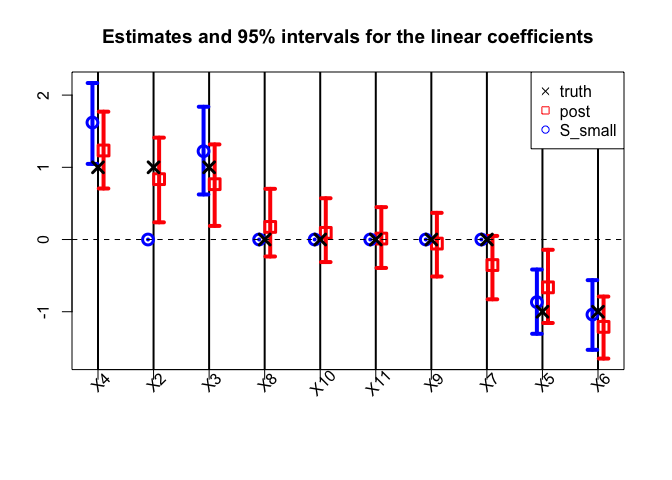 Estimates and 95% intervals for the linear coefficients
truth
post
S_small
2
1
0
-1
X4 X2 X3 X8 X10 X11 X9 X7 X5 X6